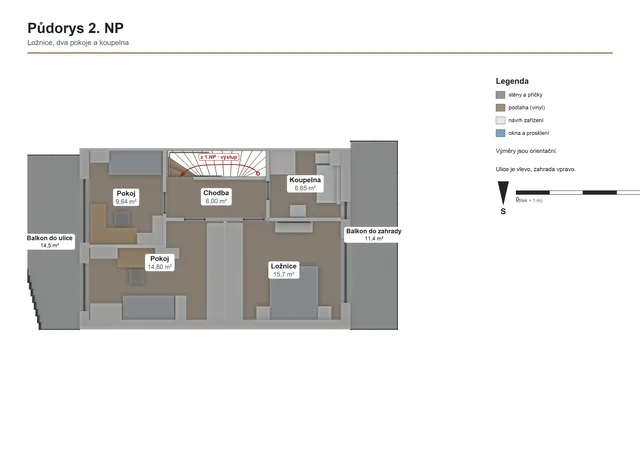 Půdorys 2. NP
Ložnice, dva pokoje a koupelna
Legenda
stěny a příčky
podlaha (vinyl)
návrh zařízení
okna a prosklení
Výměry jsou orientační.
Ulice je vlevo, zahrada vpravo.
S
(dílek = 1 m)
z 1.NP · výstup
Pokoj
9,64 m²
Chodba
6,00 m²
Koupelna
6,65 m²
Balkon do ulice
14,5 m²
Balkon do zahrady
11,4 m²
Pokoj
14,80 m²
Ložnice
15,7 m²